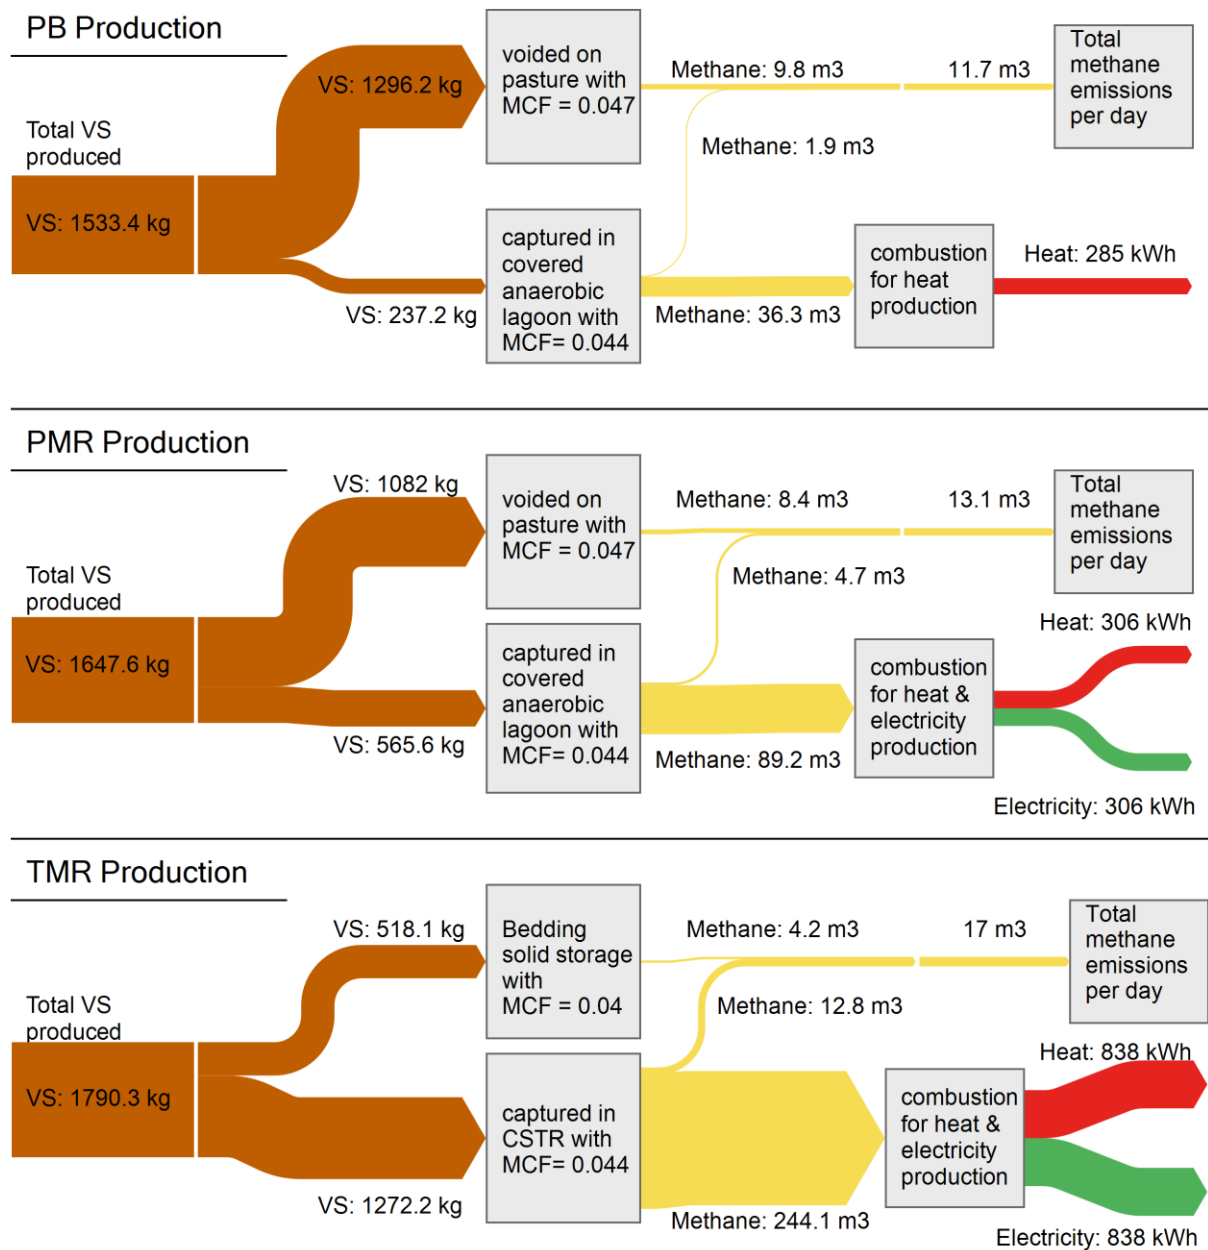 PB Production
Total VS
produced
VS: 1533.4 kg
VS: 1296.2 kg
VS: 237.2 kg
voided on
pasture with
MCF = 0.047
captured in
covered
anaerobic
lagoon with
MCF= 0.044
Methane: 9.8 m3
11.7 m3
Methane: 1.9 m3
Methane: 36.3 m3
Total
methane
emissions
per day
combustion
for heat
production
Heat: 285 kWh
PMR Production
Total VS
produced
VS: 1647.6 kg
VS: 1082 kg
VS: 565.6 kg
voided on
pasture with
MCF = 0.047
captured in
covered
anaerobic
lagoon with
MCF= 0.044
Methane: 8.4 m3
13.1 m3
Methane: 4.7 m3
Methane: 89.2 m3
Total
methane
emissions
per day
combustion
for heat &
electricity
production
Heat: 306 kWh
Electricity: 306 kWh
TMR Production
Total VS
produced
VS: 1790.3 kg
VS: 518.1 kg
VS: 1272.2 kg
Bedding
solid storage
with
MCF = 0.04
captured in
CSTR with
MCF= 0.044
Methane: 4.2 m3
17 m3
Methane: 12.8 m3
Methane: 244.1 m3
Total
methane
emissions
per day
combustion
for heat &
electricity
production
Heat: 838 kWh
Electricity: 838 kWh